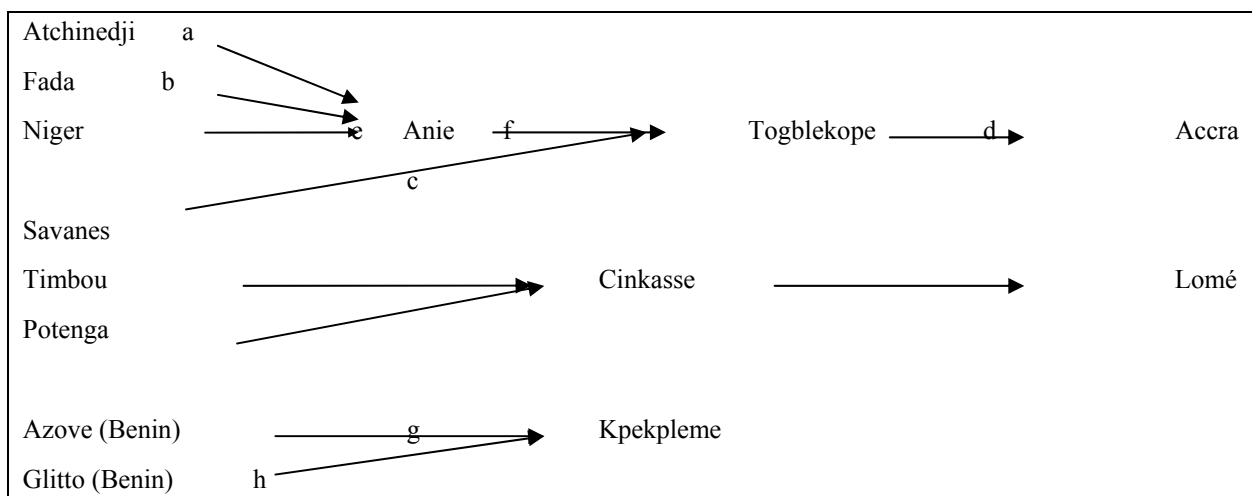 Atchinedji a
Fada b
Niger e Anie f Togblekope d Accra
c
Savanes
Timbou Cinkasse Lomé
Potenga
Azove (Benin) g Kpekpleme
Glitto (Benin) h